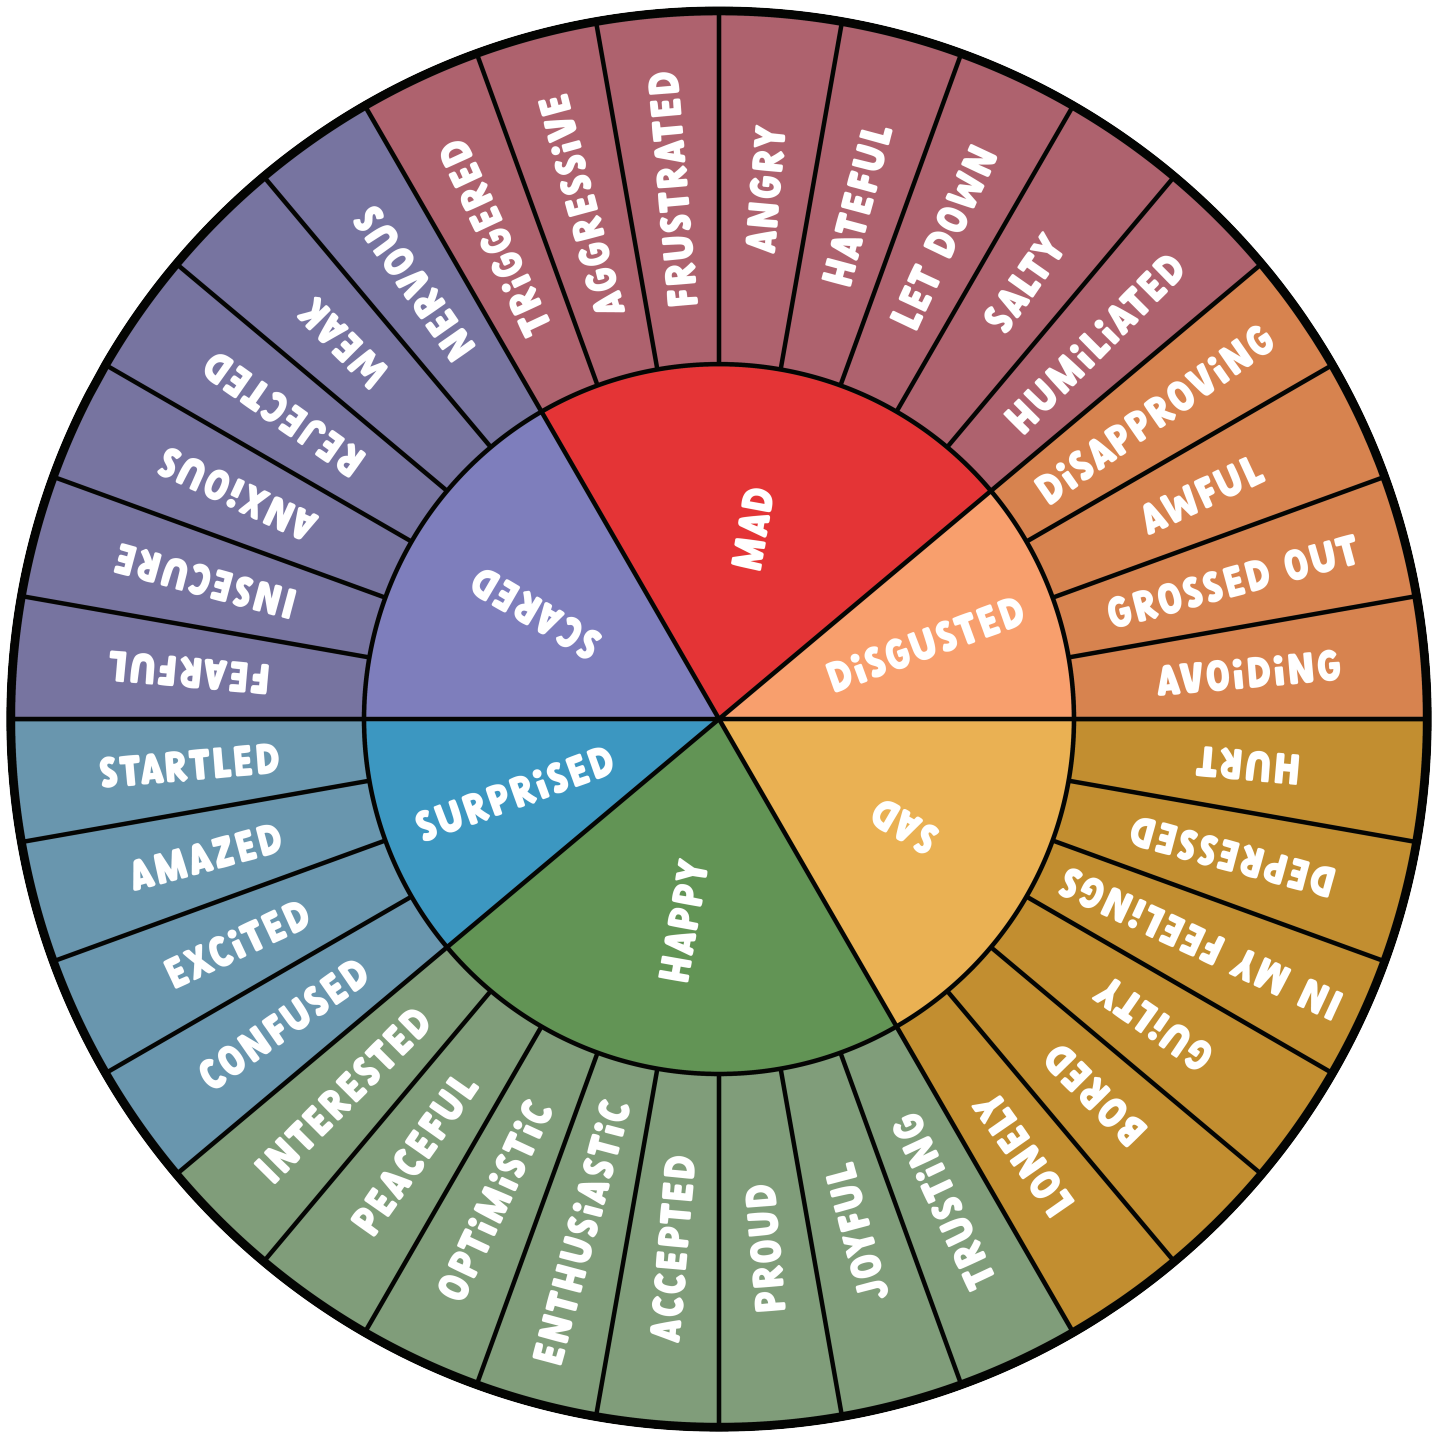 MAD
DiSGUSTED
SAD
HAPPY
SURPRiSED
SCARED
TRiGGERED
AGGRESSiVE
FRUSTRATED
ANGRY
HATEFUL
LET DOWN
SALTY
HUMiLiATED
DiSAPPROViNG
AWFUL
GROSSED OUT
AVOiDiNG
HURT
DEPRESSED
IN MY FEELiNGS
GUiLTY
BORED
LONELY
TRUSTiNG
JOYFUL
PROUD
ACCEPTED
ENTHUSiASTiC
OPTiMiSTiC
PEACEFUL
INTERESTED
CONFUSED
EXCiTED
AMAZED
STARTLED
FEARFUL
INSECURE
ANXiOUS
REJECTED
WEAK
NERVOUS